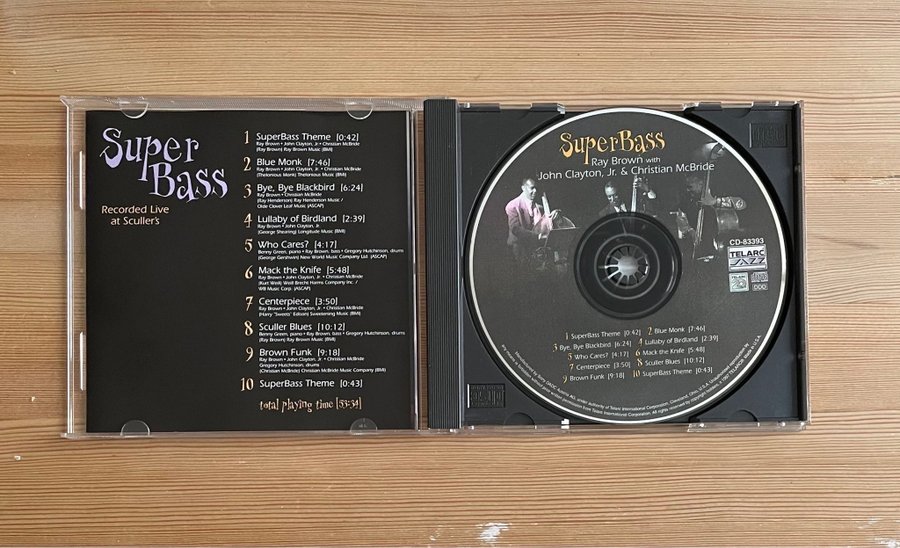 Super
Bass
Recorded Live
at Sculler's
1 SuperBass Theme [0:42]
Ray Brown • John Clayton, Jr. • Christian McBride
(Ray Brown) Ray Brown Music (BMI)
2 Blue Monk [7:46]
Ray Brown • John Clayton, Jr. • Christian McBride
(Thelonious Monk) Thelonious Music (BMI)
3 Bye, Bye Blackbird [6:24]
Ray Brown • Christian McBride
(Ray Henderson) Ray Henderson Music /
Olde Clover Leaf Music (ASCAP)
4 Lullaby of Birdland [2:39]
Ray Brown • John Clayton, Jr.
(George Shearing) Longitude Music (BMI)
5 Who Cares? [4:17]
Benny Green, piano • Ray Brown, bass • Gregory Hutchinson, drums
(George Gershwin) New World Music Company Ltd. (ASCAP)
6 Mack the Knife [5:48]
Ray Brown • John Clayton, Jr. • Christian McBride
(Kurt Weill) Weill Brecht Harms Company Inc. /
WB Music Corp. (ASCAP)
7 Centerpiece [3:50]
Ray Brown • John Clayton, Jr. • Christian McBride
(Harry "Sweets" Edison) Sweetening Music (BMI)
8 Sculler Blues [10:12]
Benny Green, piano • Ray Brown, bass • Gregory Hutchinson, drums
(Ray Brown) Ray Brown Music (BMI)
9 Brown Funk [9:18]
Ray Brown • John Clayton, Jr. • Christian McBride
Gregory Hutchinson, drums
(Christian McBride) Christian McBride Music Company (BMI)
10 SuperBass Theme [0:43]
total playing time [53:34]
SuperBass
Ray Brown with
John Clayton, Jr. & Christian McBride
CD-83393
TELARC
JAZZ
DDD
1 SuperBass Theme [0:42] 2 Blue Monk [7:46]
3 Bye, Bye Blackbird [6:24] 4 Lullaby of Birdland [2:39]
5 Who Cares? [4:17] 6 Mack the Knife [5:48]
7 Centerpiece [3:50] 8 Sculler Blues [10:12]
9 Brown Funk [9:18] 10 SuperBass Theme [0:43]